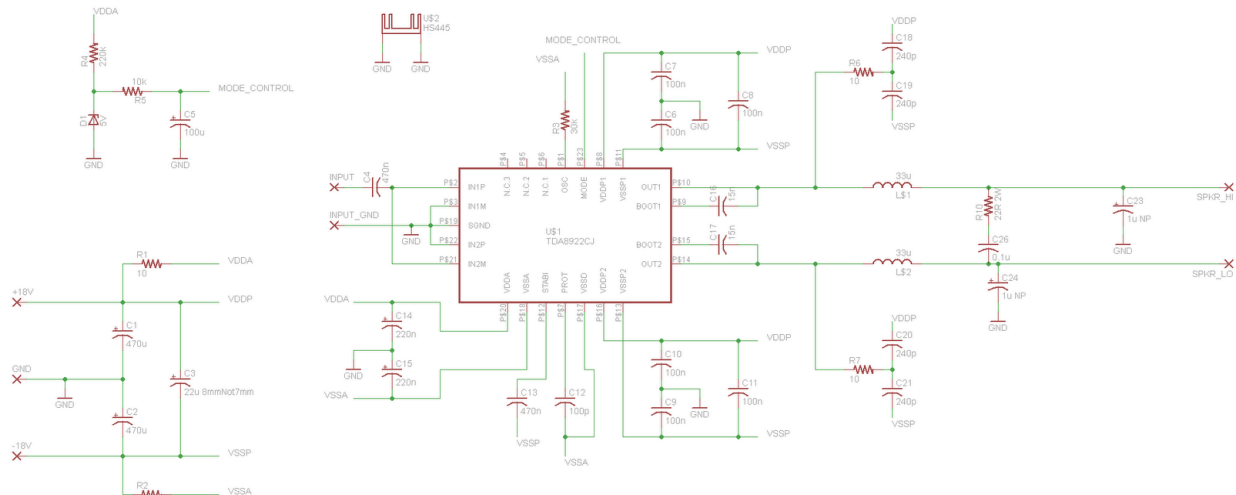 VDDA
R4
220k
10k
R5
MODE_CONTROL
D1
5V
C5
100u
GND
GND
U$2
HS445
GND
GND
MODE_CONTROL
VSSA
R3
30k
VDDP
C7
100n
C8
100n
C6
100n
GND
VSSP
VDDP
C18
240p
R6
10
C19
240p
VSSP
P$4
P$5
P$6
P$1
P$23
P$8
P$11
N.C.3
N.C.2
N.C.1
OSC
MODE
VDDP1
VSSP1
INPUT
C4
470n
P$2
IN1P
P$3
IN1M
INPUT_GND
GND
P$19
SGND
P$22
IN2P
P$21
IN2M
U$1
TDA8922CJ
OUT1
P$10
BOOT1
P$9
BOOT2
P$15
OUT2
P$14
C16
15n
C17
15n
33u
L$1
R10
22R 2W
C26
0.1u
C23
1u NP
GND
SPKR_HI
33u
L$2
C24
1u NP
GND
SPKR_LO
VDDA
VSSA
STABI
PROT
VSSD
VDDP2
VSSP2
P$20
P$18
P$12
P$7
P$17
P$16
P$13
R1
10
VDDA
+18V
VDDP
C1
470u
GND
GND
C3
22u 8mmNot7mm
C2
470u
-18V
VSSP
R2
VSSA
VDDA
C14
220n
GND
C15
220n
VSSA
C13
470n
VSSP
C12
100p
VSSA
VDDP
C10
100n
C11
100n
C9
100n
GND
VSSP
VDDP
C20
240p
R7
10
C21
240p
VSSP